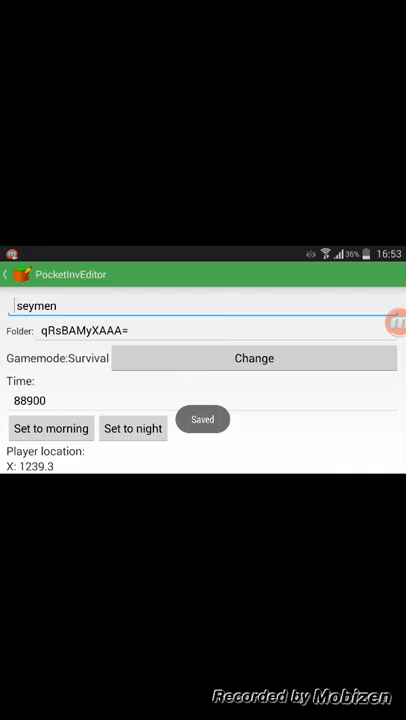 36% 16:53
PocketInvEditor
seymen
Folder: qRsBAMyXAAA=
Gamemode:Survival Change
Time:
88900
Set to morning Set to night
Saved
Player location:
X: 1239.3
Recorded by Mobizen